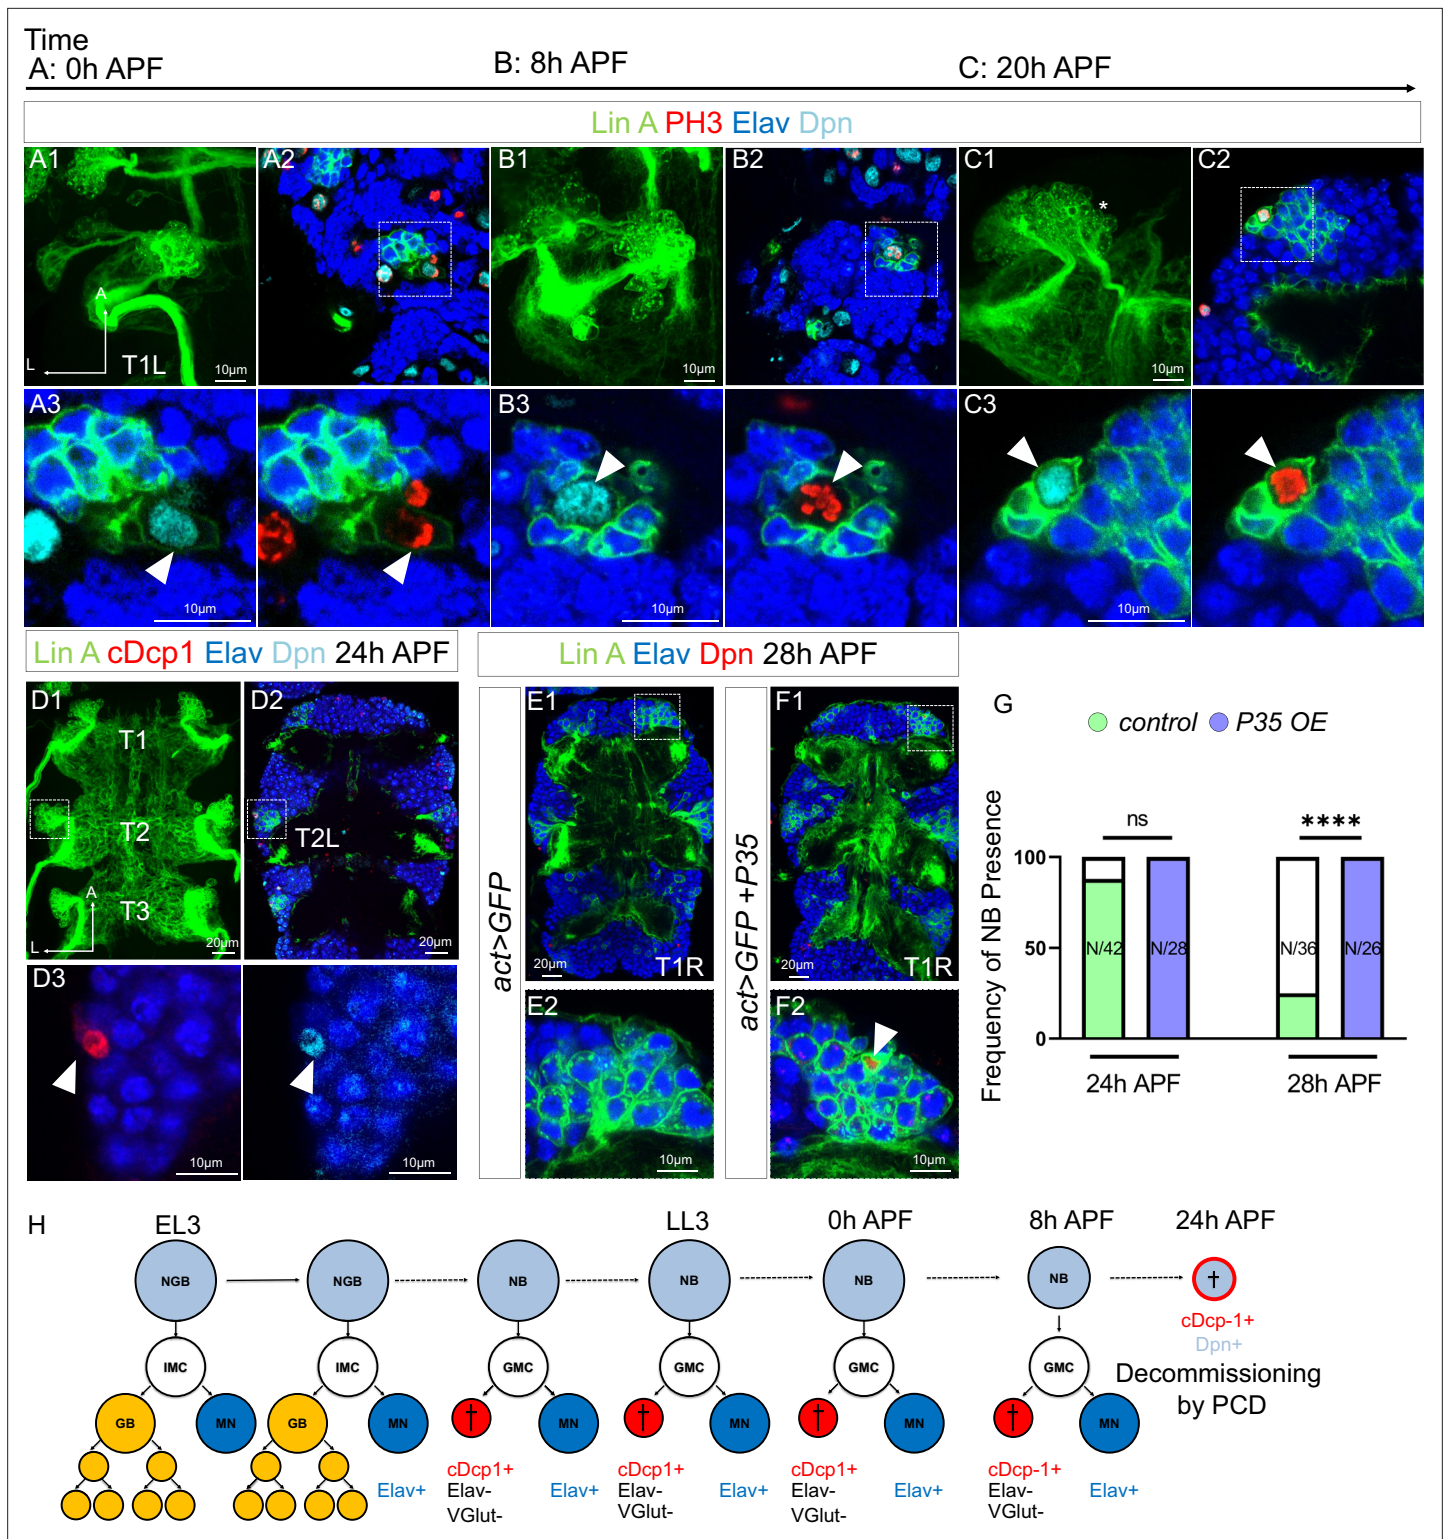 Time
A: 0h APF
B: 8h APF
C: 20h APF
Lin A PH3 Elav Dpn
A1
A2
B1
B2
C1
C2
*
A
L
T1L
10µm
10µm
10µm
A3
B3
C3
10µm
10µm
10µm
Lin A cDcp1 Elav Dpn 24h APF
Lin A Elav Dpn 28h APF
D1
D2
T1
T2
T3
A
L
20µm
T2L
20µm
D3
10µm
10µm
act>GFP
E1
20µm
T1R
E2
10µm
act>GFP +P35
F1
20µm
T1R
F2
10µm
G
control P35 OE
ns
****
Frequency of NB Presence
100
50
0
N/42
N/28
N/36
N/26
24h APF
28h APF
H
EL3
LL3
0h APF
8h APF
24h APF
NGB
NGB
NB
NB
NB
NB
†
IMC
IMC
GMC
GMC
GMC
GMC
cDcp-1+
Dpn+
Decommissioning
by PCD
GB
MN
GB
MN
†
MN
†
MN
†
MN
†
MN
Elav+
cDcp1+
Elav-
VGlut-
Elav+
cDcp1+
Elav-
VGlut-
Elav+
cDcp1+
Elav-
VGlut-
Elav+
cDcp-1+
Elav-
VGlut-
Elav+